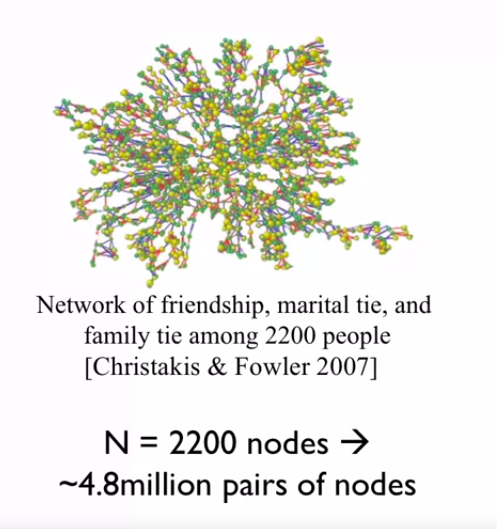 Network of friendship, marital tie, and
family tie among 2200 people
[Christakis & Fowler 2007]
N = 2200 nodes →
~4.8million pairs of nodes